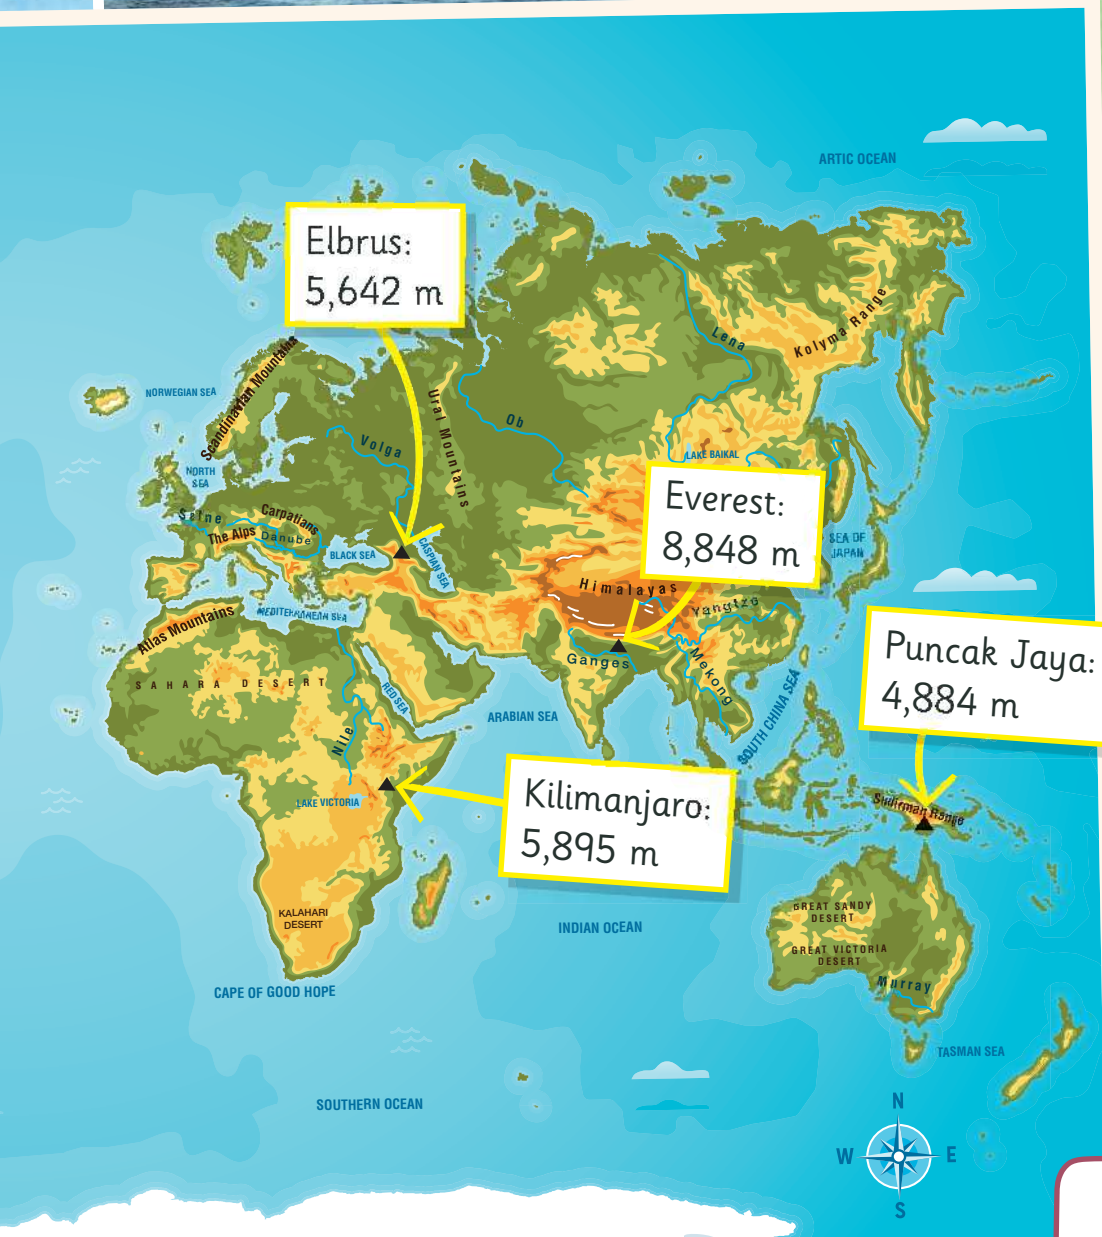 ARTIC OCEAN
Elbrus:
5,642 m
Kolyma Range
Lena
Scandinavian Mountains
NORWEGIAN SEA
Ural Mountains
Ob
Volga
LAKE BAIKAL
NORTH
SEA
Everest:
8,848 m
Seine
Carpatians
The Alps
Danube
BLACK SEA
CASPIAN SEA
SEA OF
JAPAN
Himalayas
Yangtze
MEDITERRANEAN SEA
Atlas Mountains
Puncak Jaya:
4,884 m
Ganges
Mekong
SAHARA DESERT
RED SEA
ARABIAN SEA
SOUTH CHINA SEA
Nile
Kilimanjaro:
5,895 m
LAKE VICTORIA
Sudirman Range
KALAHARI
DESERT
GREAT SANDY
DESERT
INDIAN OCEAN
GREAT VICTORIA
DESERT
Murray
CAPE OF GOOD HOPE
TASMAN SEA
SOUTHERN OCEAN
N
W
E
S